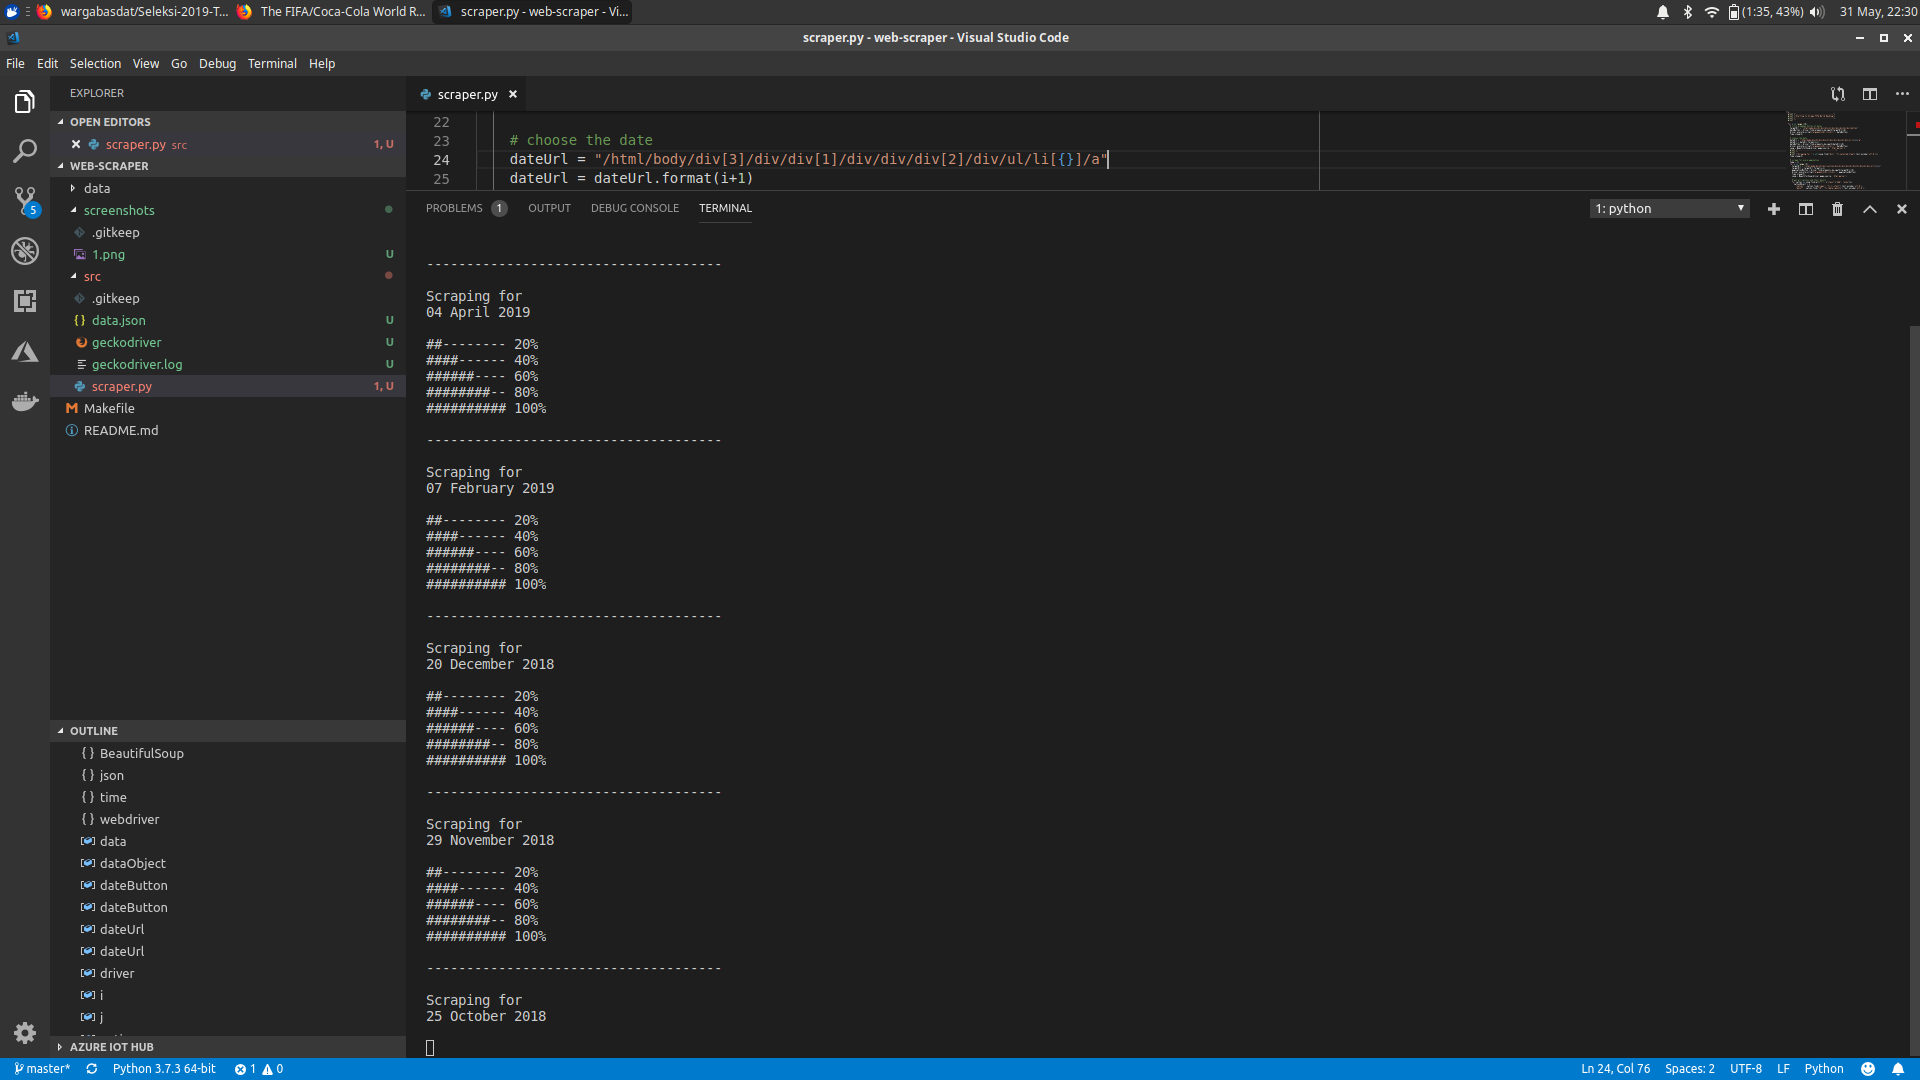 wargabasdat/Seleksi-2019-T...
The FIFA/Coca-Cola World R...
scraper.py - web-scraper - Vi...
(1:35, 43%)
31 May, 22:30
scraper.py - web-scraper - Visual Studio Code
File Edit Selection View Go Debug Terminal Help
EXPLORER
OPEN EDITORS
scraper.py src 1, U
WEB-SCRAPER
data
screenshots
.gitkeep
1.png U
src
.gitkeep
data.json U
geckodriver U
geckodriver.log U
scraper.py 1, U
Makefile
README.md
5
OUTLINE
BeautifulSoup
json
time
webdriver
data
dataObject
dateButton
dateButton
dateUrl
dateUrl
driver
i
j
AZURE IOT HUB
scraper.py
22
23 # choose the date
24 dateUrl = "/html/body/div[3]/div/div[1]/div/div/div[2]/div/ul/li[{}]/a"
25 dateUrl = dateUrl.format(i+1)
PROBLEMS 1 OUTPUT DEBUG CONSOLE TERMINAL
1: python
-------------------------------------
Scraping for
04 April 2019
##-------- 20%
####------ 40%
######---- 60%
########-- 80%
########## 100%
-------------------------------------
Scraping for
07 February 2019
##-------- 20%
####------ 40%
######---- 60%
########-- 80%
########## 100%
-------------------------------------
Scraping for
20 December 2018
##-------- 20%
####------ 40%
######---- 60%
########-- 80%
########## 100%
-------------------------------------
Scraping for
29 November 2018
##-------- 20%
####------ 40%
######---- 60%
########-- 80%
########## 100%
-------------------------------------
Scraping for
25 October 2018
master* Python 3.7.3 64-bit 1 0
Ln 24, Col 76 Spaces: 2 UTF-8 LF Python